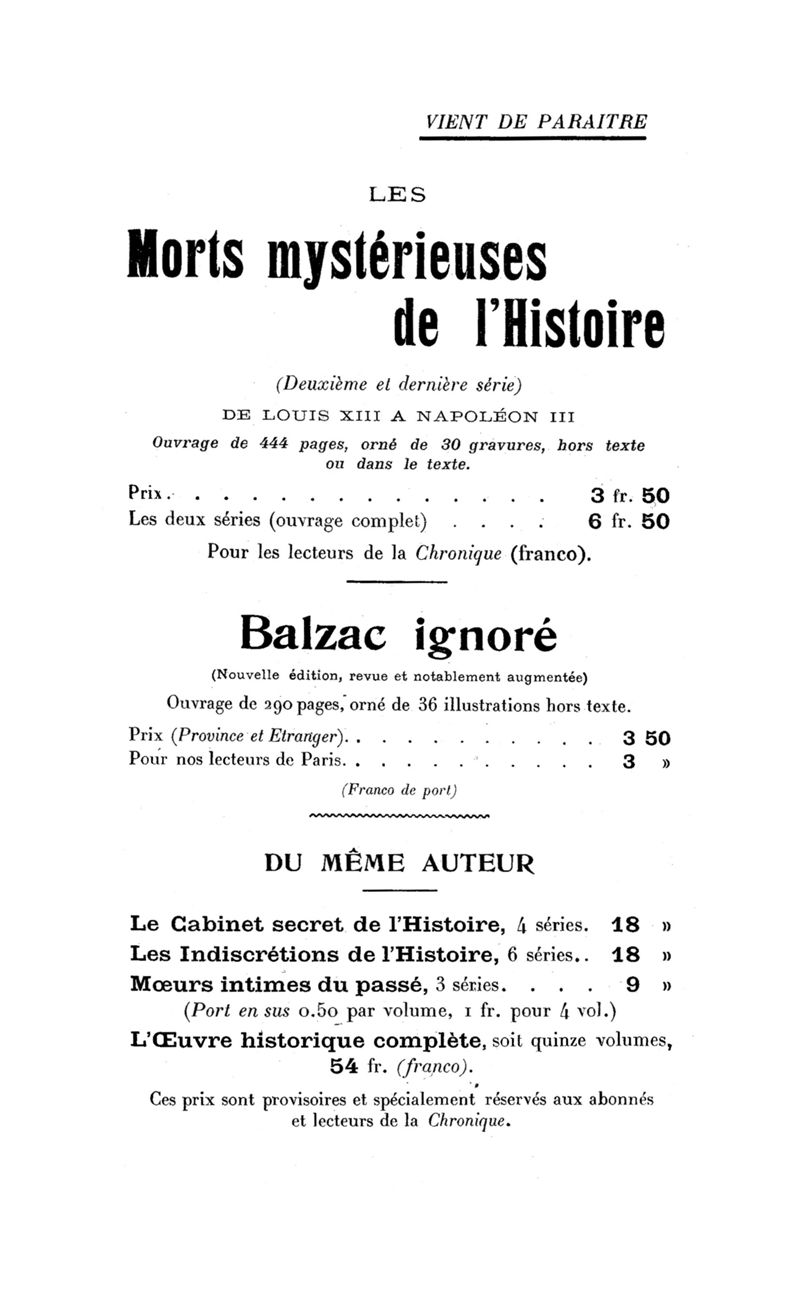 VIENT DE PARAITRE
LES
Morts mystérieuses
de l'Histoire
(Deuxième et dernière série)
DE LOUIS XIII A NAPOLÉON III
Ouvrage de 444 pages, orné de 30 gravures, hors texte
ou dans le texte.
Prix. . . . . . . . . . . . . . 3 fr. 50
Les deux séries (ouvrage complet) . . . . 6 fr. 50
Pour les lecteurs de la Chronique (franco).
Balzac ignoré
(Nouvelle édition, revue et notablement augmentée)
Ouvrage de 290 pages, orné de 36 illustrations hors texte.
Prix (Province et Etranger). . . . . . . . . . . 3 50
Pour nos lecteurs de Paris. . . . . . . . . . . 3 »
(Franco de port)
DU MÊME AUTEUR
Le Cabinet secret de l'Histoire, 4 séries. 18 »
Les Indiscrétions de l'Histoire, 6 séries. . 18 »
Mœurs intimes du passé, 3 séries. . . . . 9 »
(Port en sus 0.50 par volume, 1 fr. pour 4 vol.)
L'Œuvre historique complète, soit quinze volumes,
54 fr. (franco).
Ces prix sont provisoires et spécialement réservés aux abonnés
et lecteurs de la Chronique.